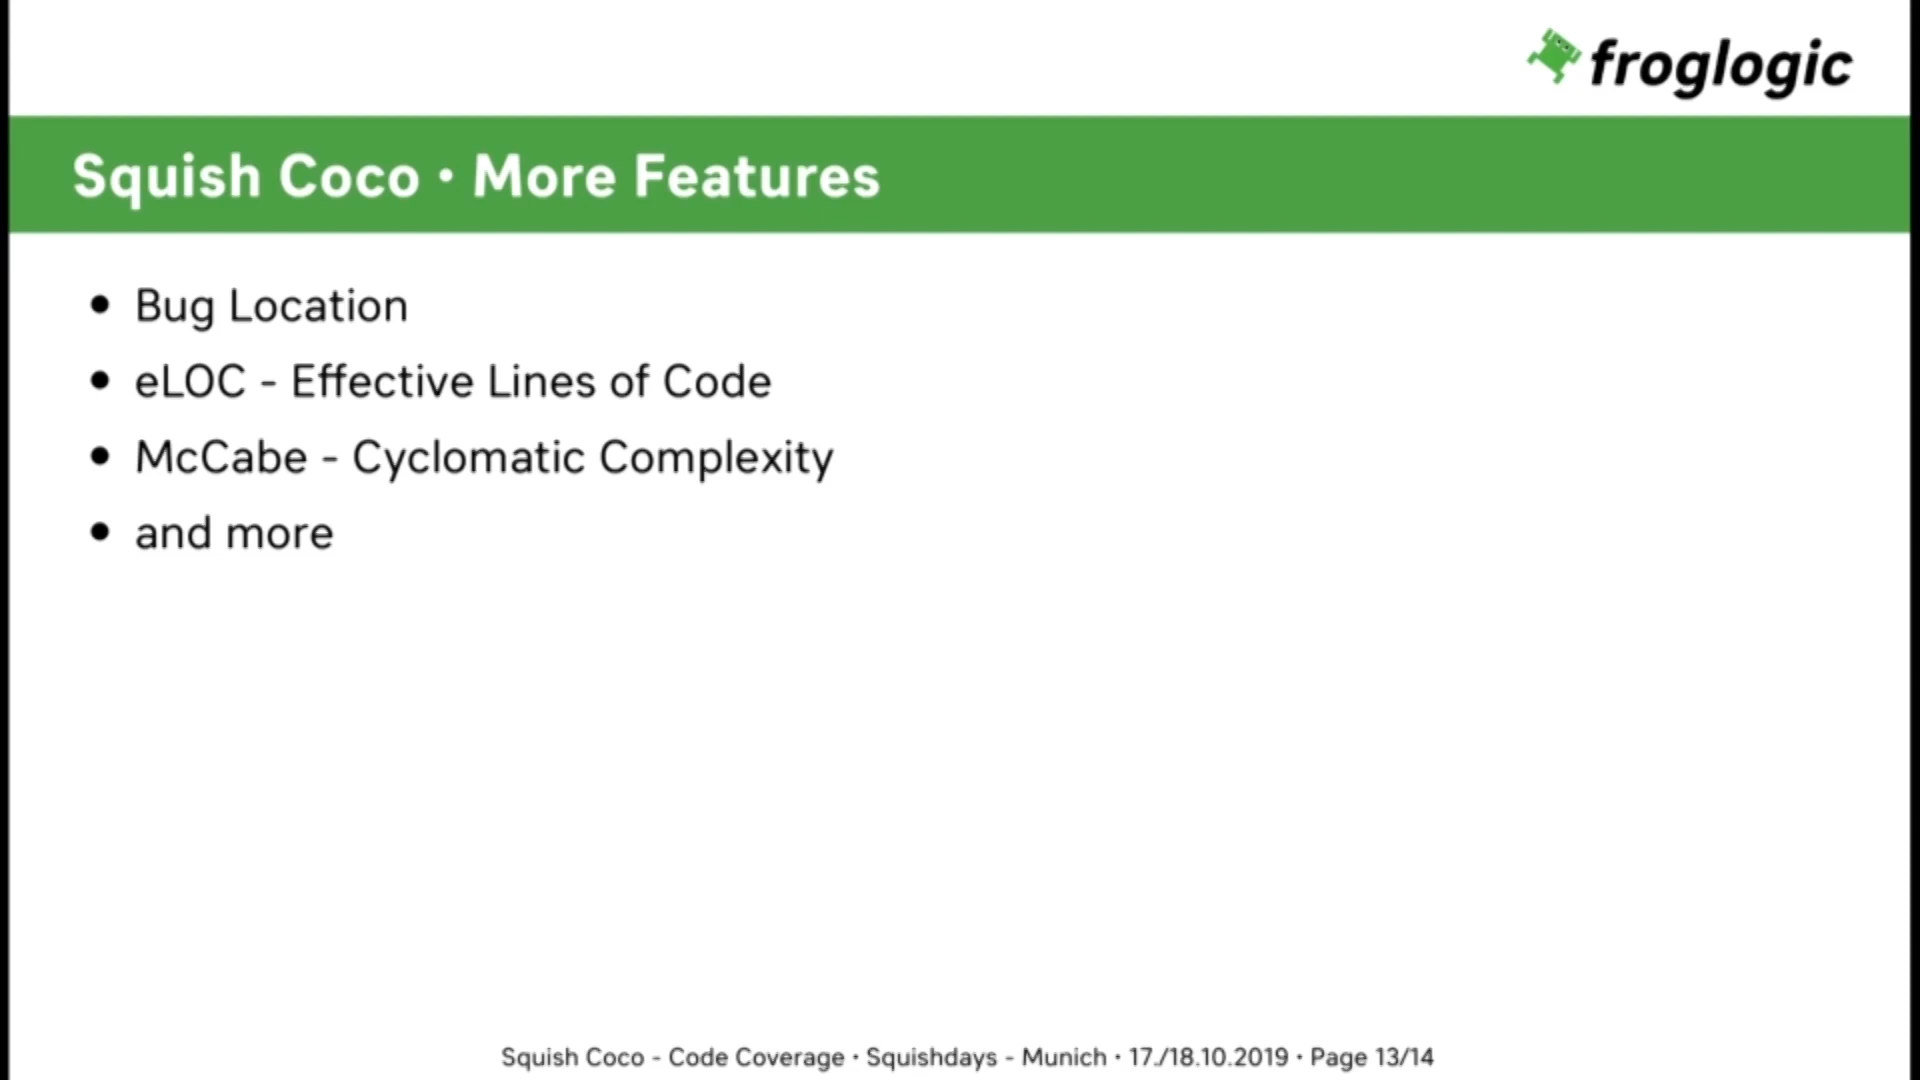 froglogic
Squish Coco • More Features
• Bug Location
• eLOC - Effective Lines of Code
• McCabe - Cyclomatic Complexity
• and more
Squish Coco - Code Coverage • Squishdays - Munich • 17./18.10.2019 • Page 13/14